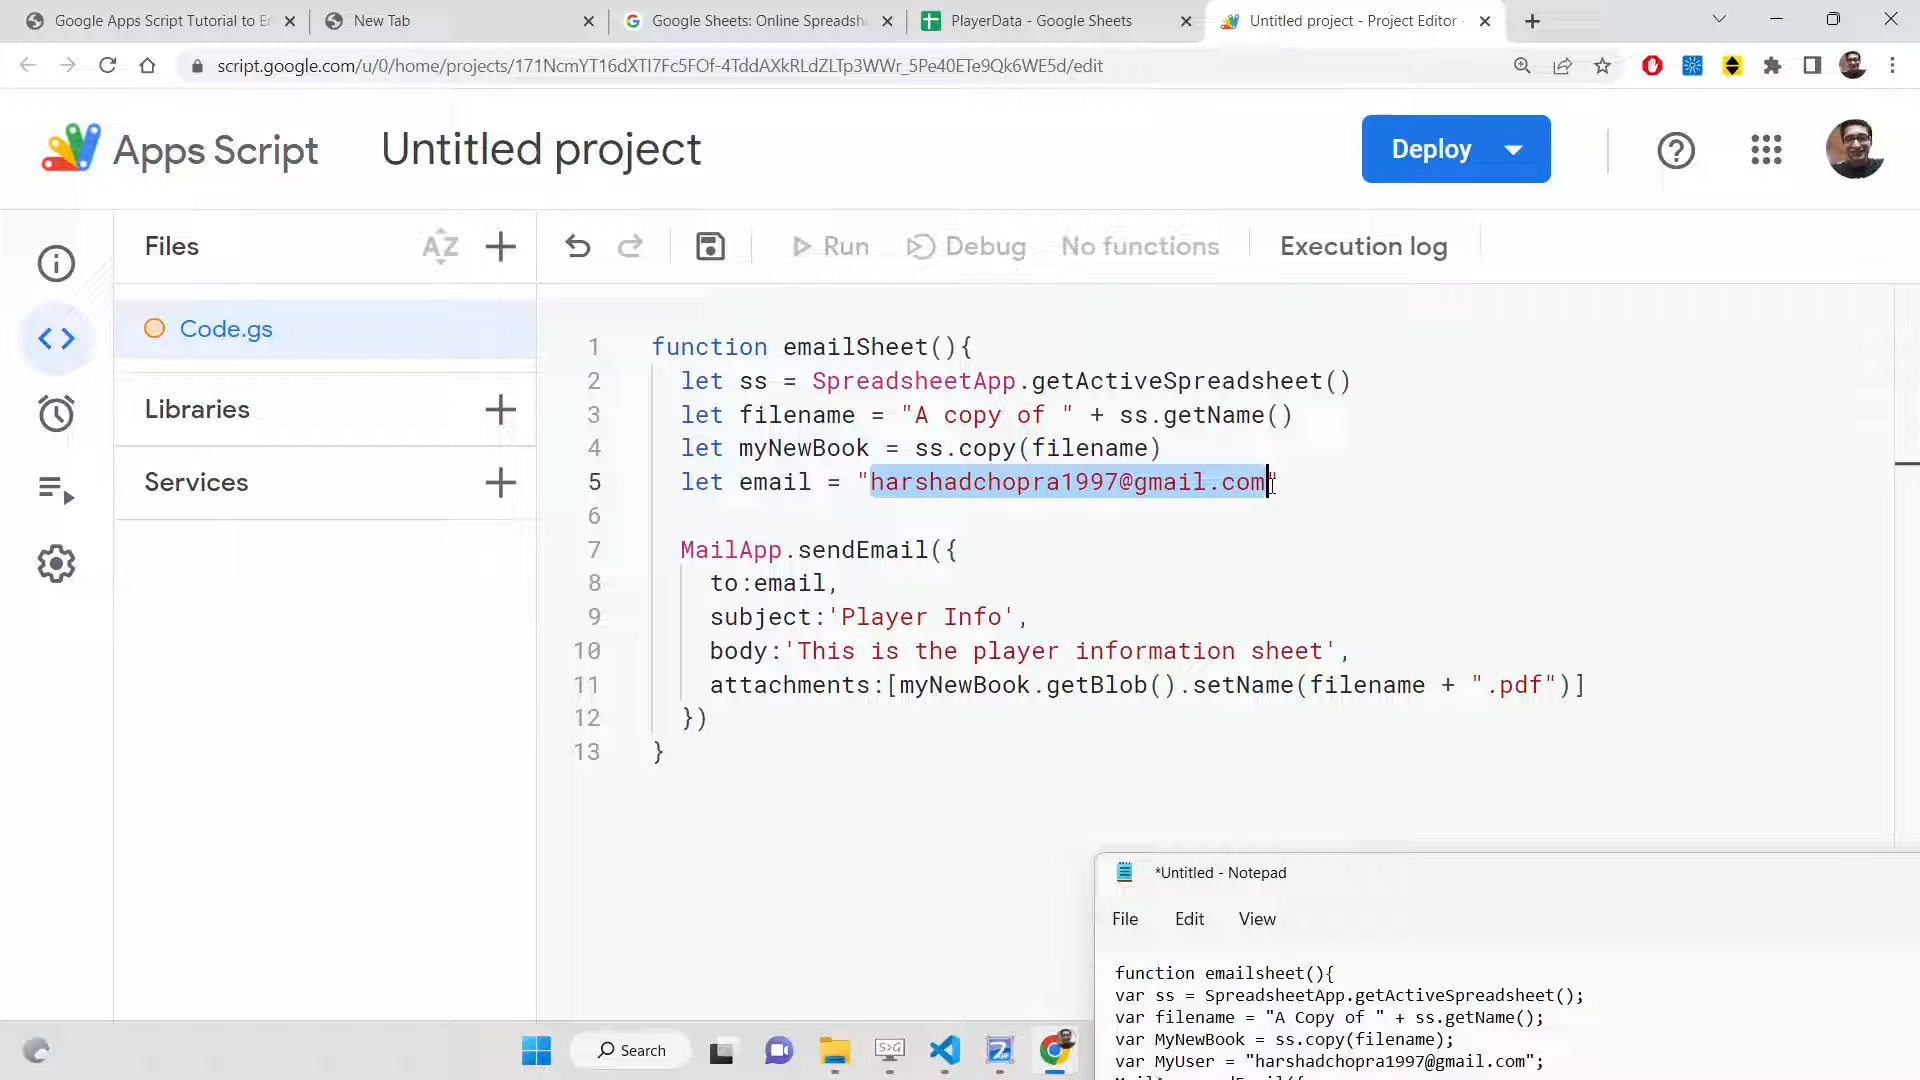 Google Apps Script Tutorial to E
New Tab
Google Sheets: Online Spreadsh
PlayerData - Google Sheets
Untitled project - Project Editor -
script.google.com/u/0/home/projects/171NcmYT16dXTI7Fc5FOf-4TddAXkRLdZLTp3WWr_5Pe40ETe9Qk6WE5d/edit
Apps Script
Untitled project
Deploy
Files
AZ
Run
Debug
No functions
Execution log
Code.gs
Libraries
Services
1 function emailSheet(){
2 let ss = SpreadsheetApp.getActiveSpreadsheet()
3 let filename = "A copy of " + ss.getName()
4 let myNewBook = ss.copy(filename)
5 let email = "harshadchopra1997@gmail.com"
6
7 MailApp.sendEmail({
8 to:email,
9 subject:'Player Info',
10 body:'This is the player information sheet',
11 attachments:[myNewBook.getBlob().setName(filename + ".pdf")]
12 })
13 }
*Untitled - Notepad
File Edit View
function emailsheet(){
var ss = SpreadsheetApp.getActiveSpreadsheet();
var filename = "A Copy of " + ss.getName();
var MyNewBook = ss.copy(filename);
var MyUser = "harshadchopra1997@gmail.com";
Search